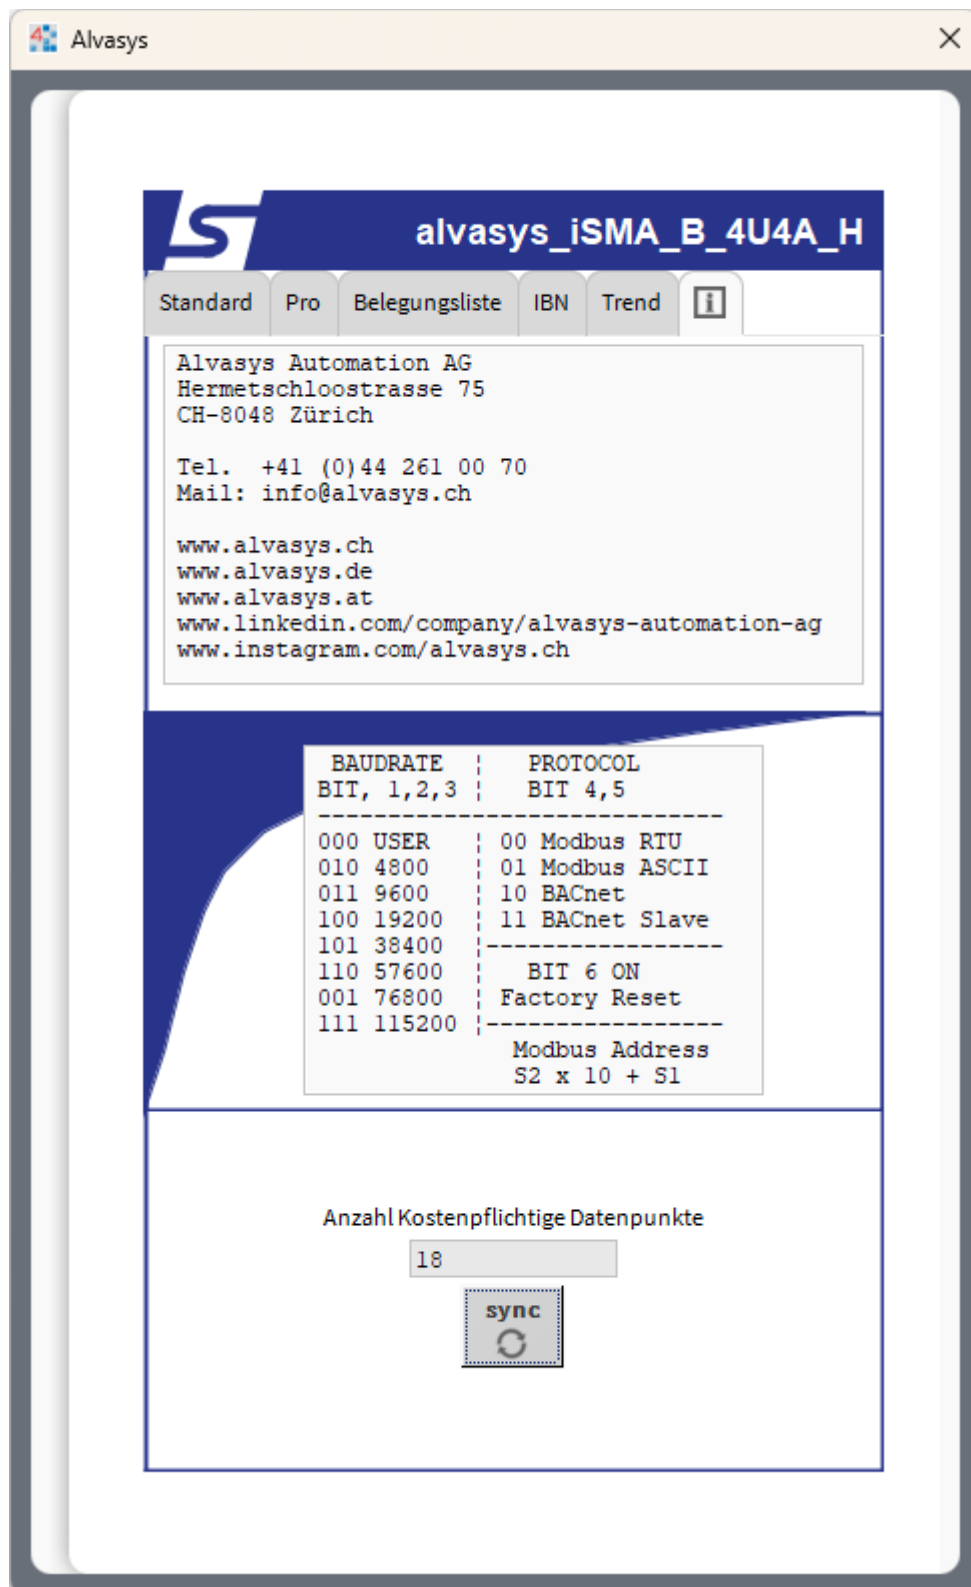 Alvasys
alvasys_iSMA_B_4U4A_H
Standard Pro Belegungsliste IBN Trend i
Alvasys Automation AG
Hermetschloostrasse 75
CH-8048 Zürich
Tel. +41 (0)44 261 00 70
Mail: info@alvasys.ch
www.alvasys.ch
www.alvasys.de
www.alvasys.at
www.linkedin.com/company/alvasys-automation-ag
www.instagram.com/alvasys.ch
BAUDRATE ¦ PROTOCOL
BIT, 1,2,3 ¦ BIT 4,5
-----------------------------
000 USER ¦ 00 Modbus RTU
010 4800 ¦ 01 Modbus ASCII
011 9600 ¦ 10 BACnet
100 19200 ¦ 11 BACnet Slave
101 38400 ¦-----------------
110 57600 ¦ BIT 6 ON
001 76800 ¦ Factory Reset
111 115200 ¦-----------------
Modbus Address
S2 x 10 + S1
Anzahl Kostenpflichtige Datenpunkte
18
sync